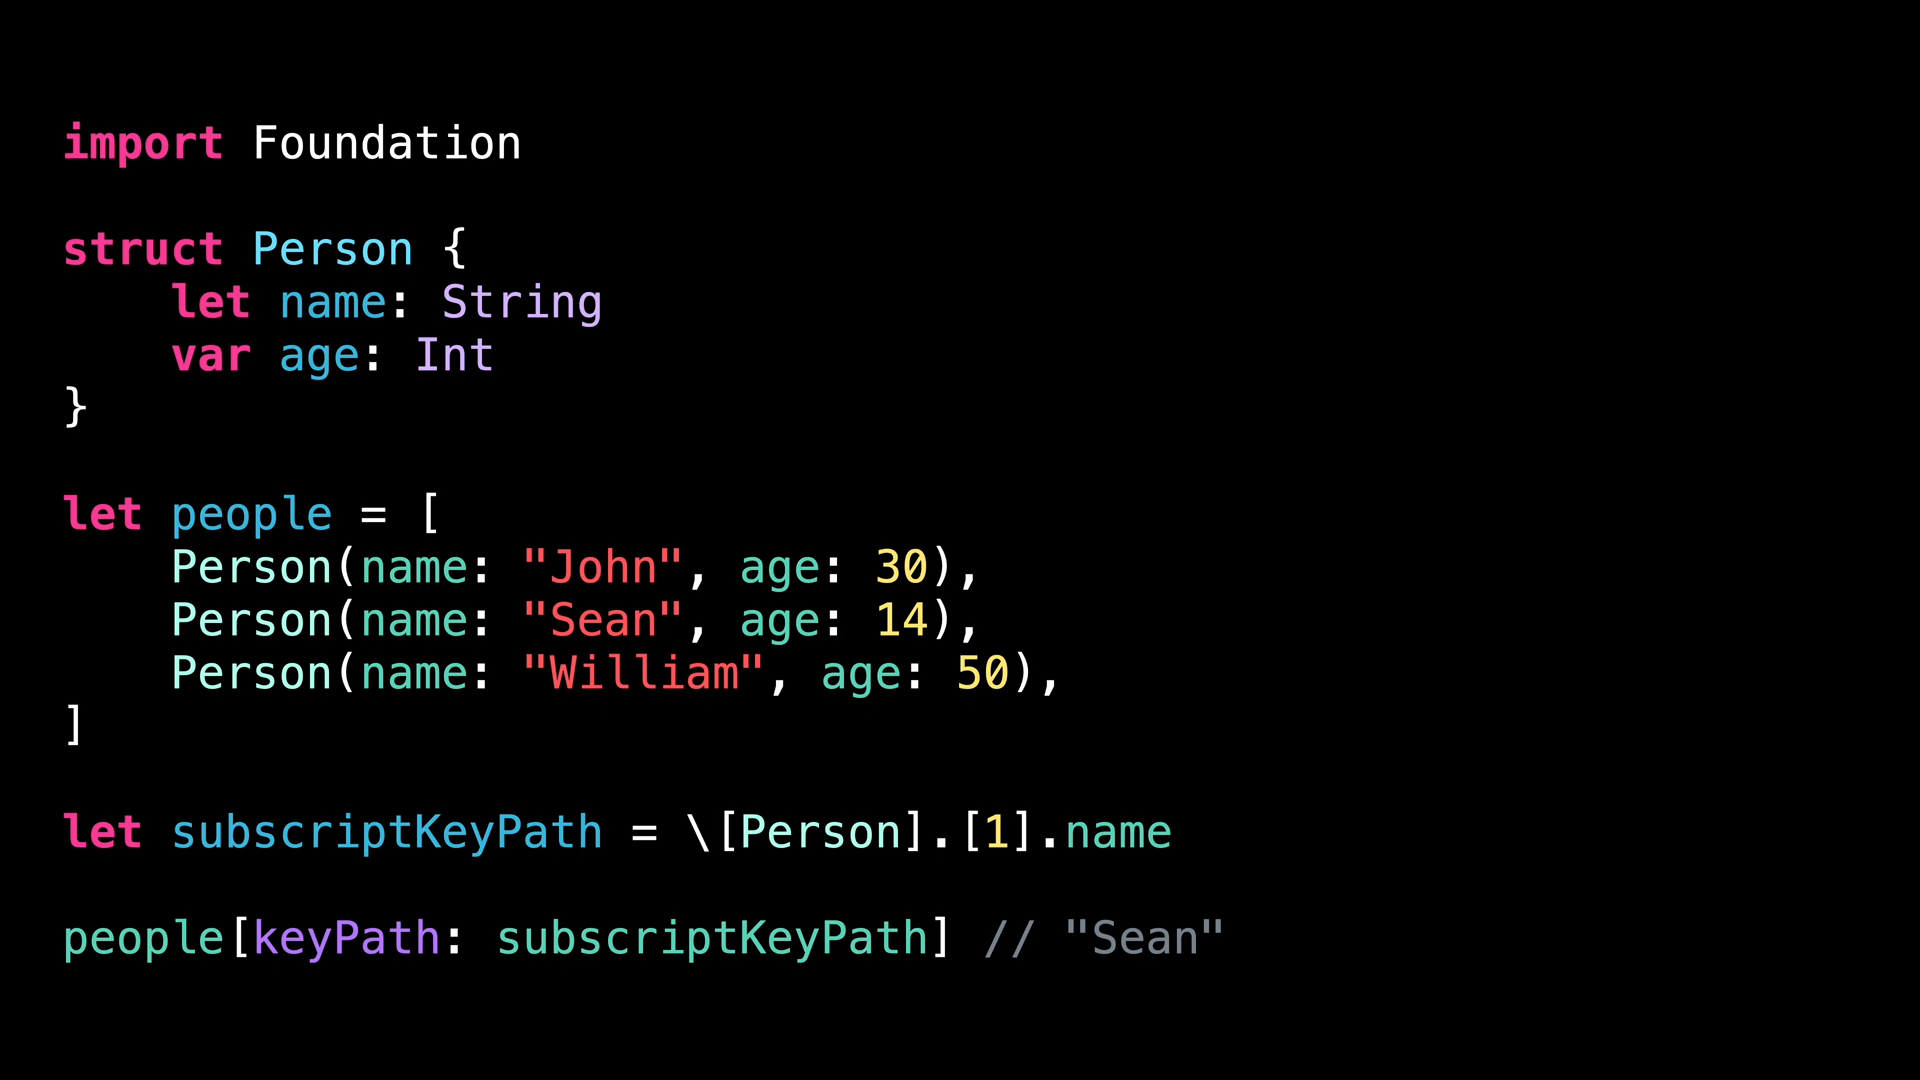 import Foundation
struct Person {
    let name: String
    var age: Int
}
let people = [
    Person(name: "John", age: 30),
    Person(name: "Sean", age: 14),
    Person(name: "William", age: 50),
]
let subscriptKeyPath = \[Person].[1].name
people[keyPath: subscriptKeyPath] // "Sean"